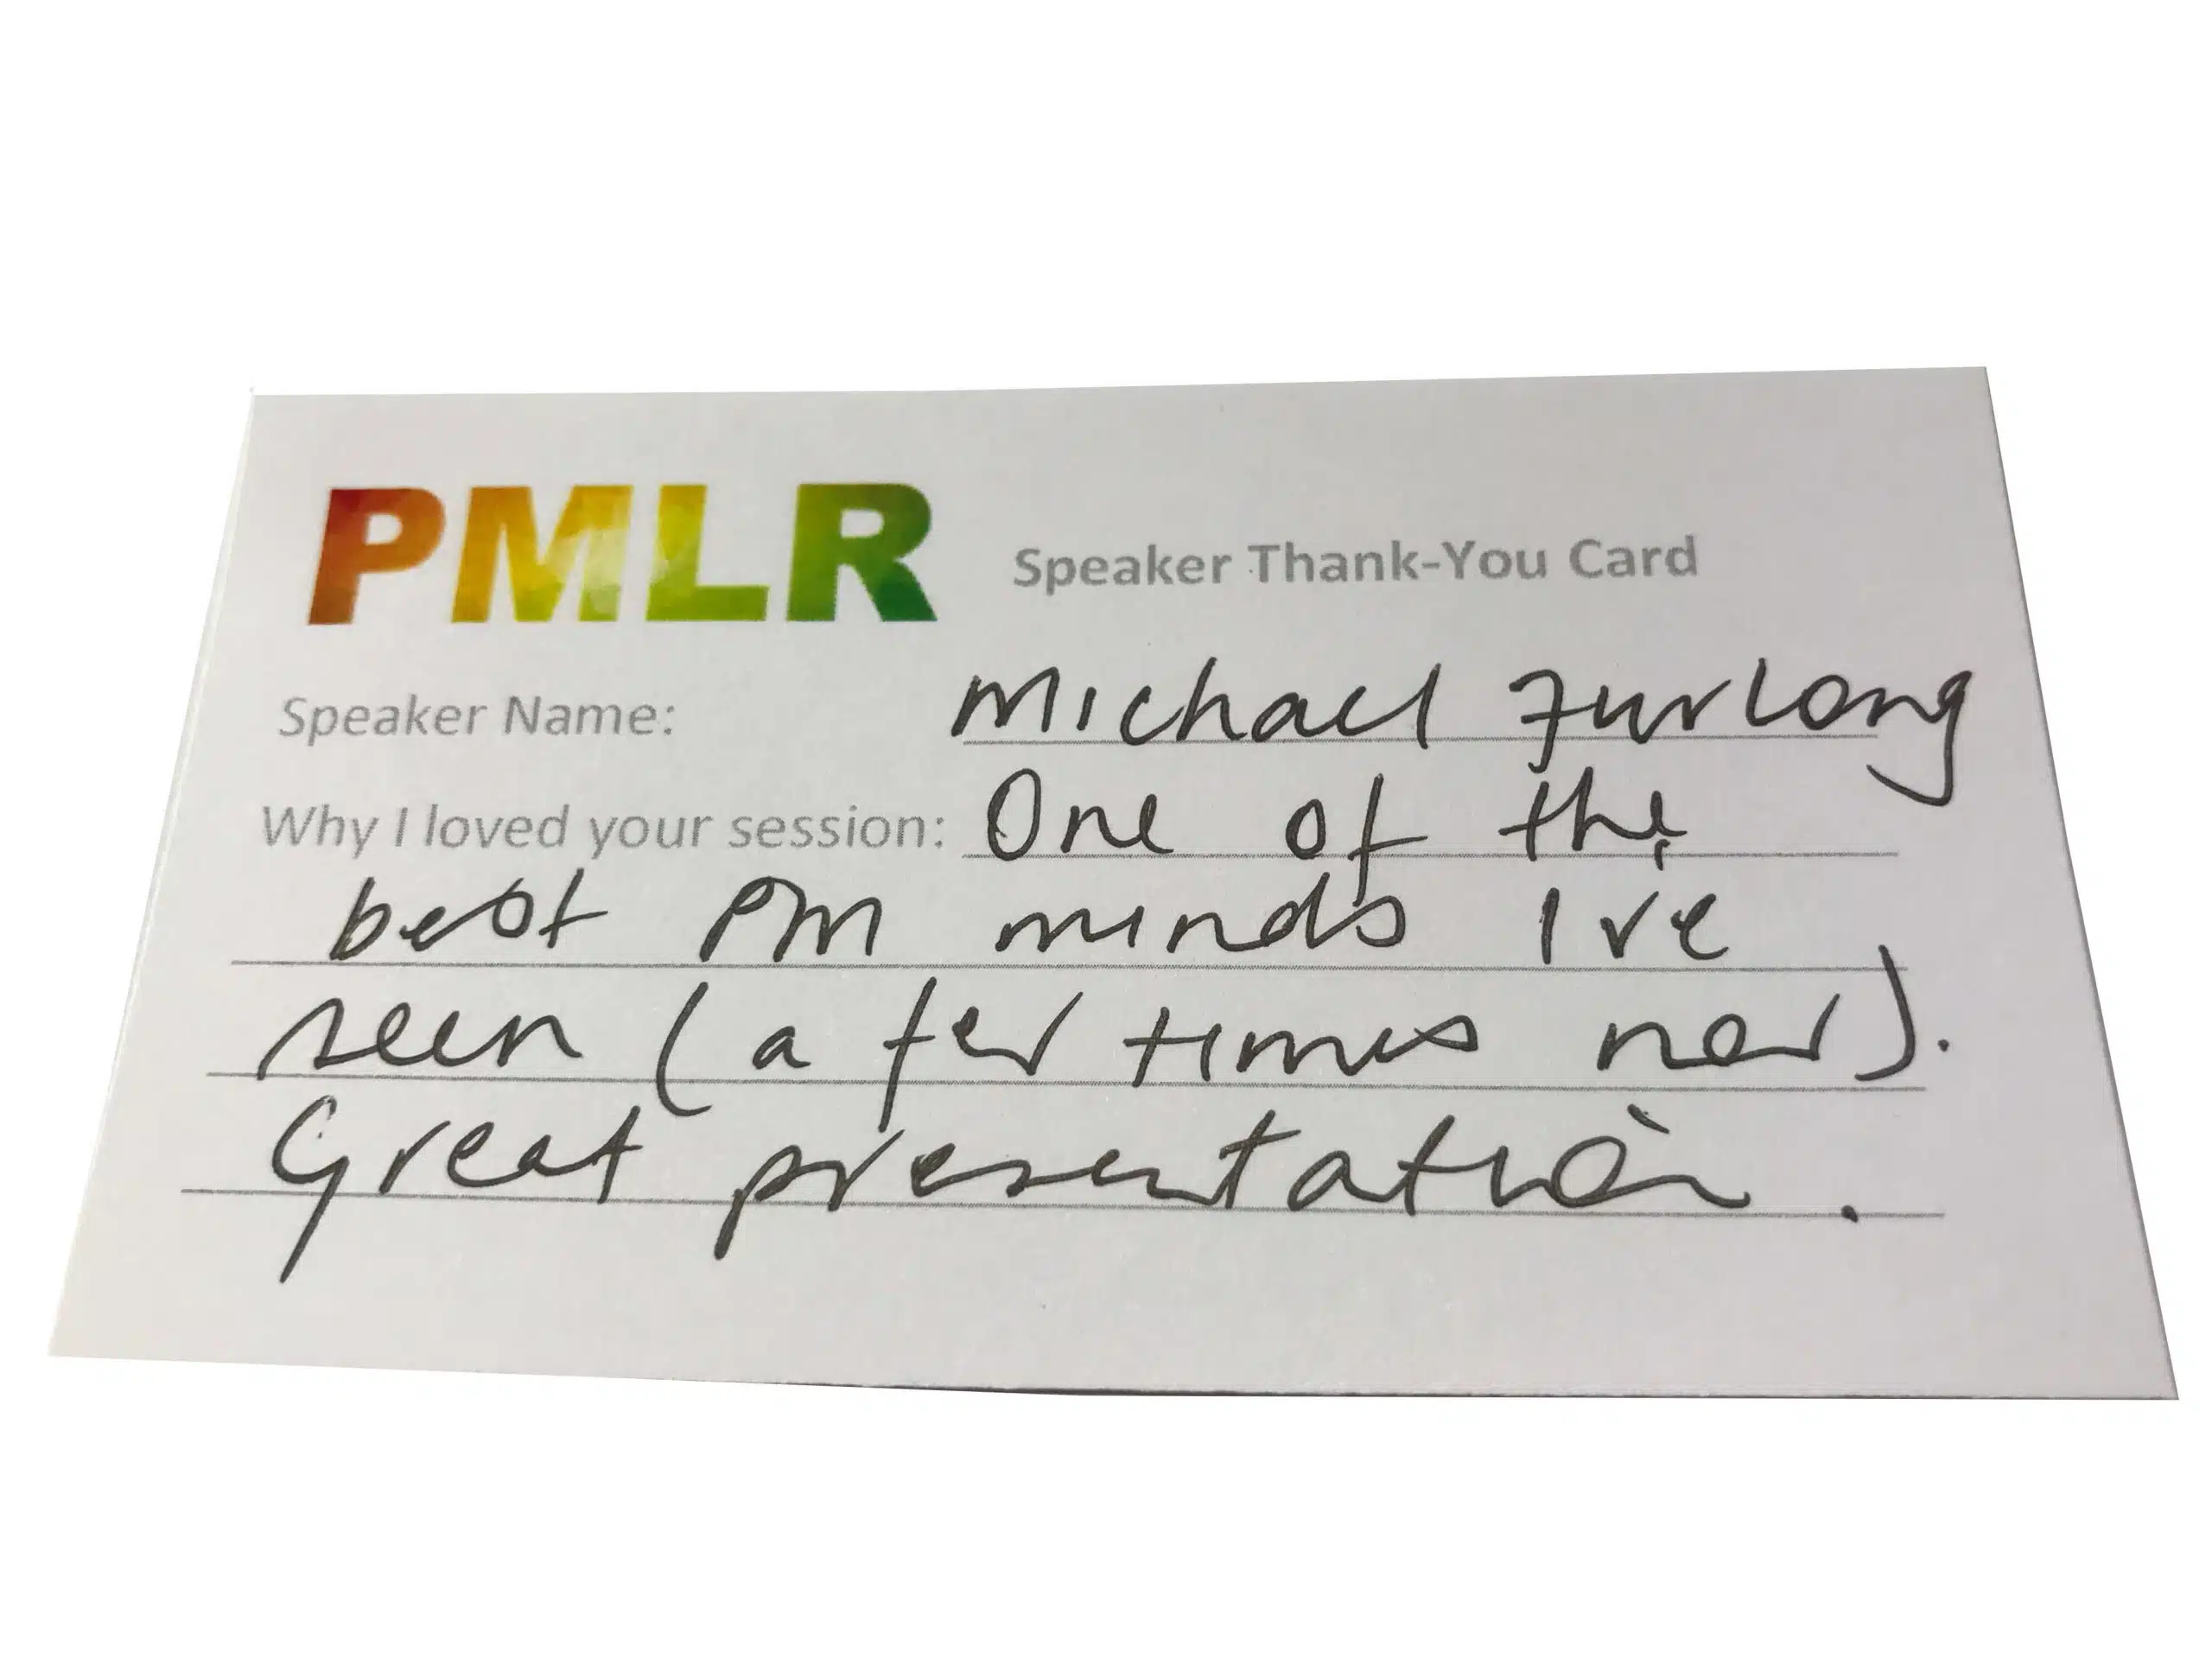 PMLR Speaker Thank-You Card
Speaker Name: Michael Furlong
Why I loved your session: One of the
best PM minds I've
seen (a few times now).
Great presentation.